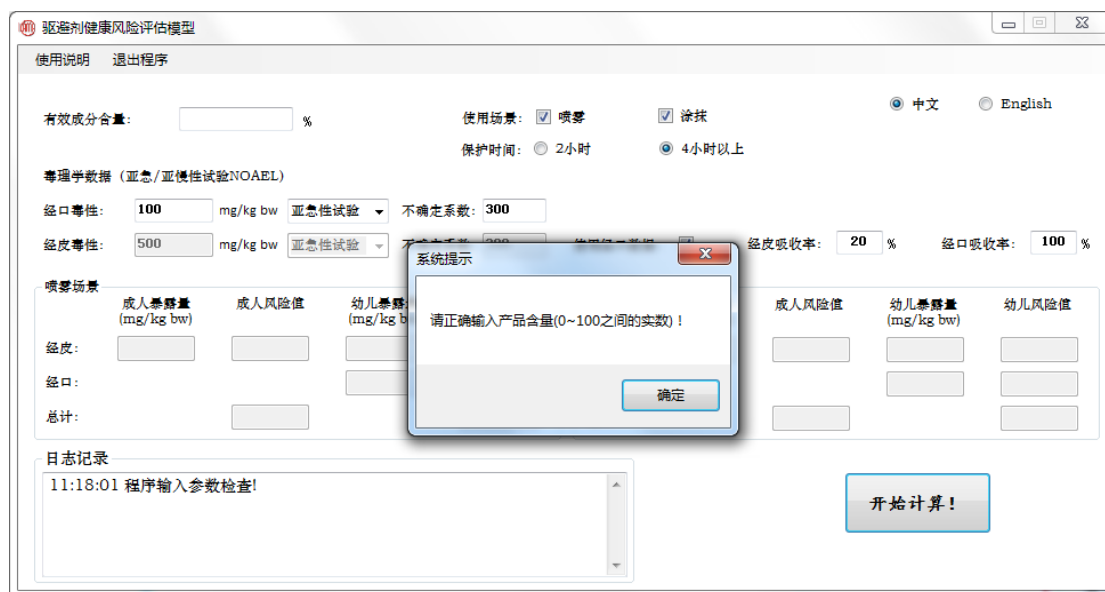 驱避剂健康风险评估模型
使用说明 退出程序
中文 English
有效成分含量: % 使用场景: 喷雾 涂抹
保护时间: 2小时 4小时以上
毒理学数据（亚急/亚慢性试验NOAEL）
经口毒性: 100 mg/kg bw 亚急性试验 不确定系数: 300
经皮毒性: 500 mg/kg bw 亚急性试验 经皮吸收率: 20 % 经口吸收率: 100 %
系统提示
请正确输入产品含量(0~100之间的实数)！
确定
喷雾场景
成人暴露量 成人风险值 幼儿暴 成人风险值 幼儿暴露量 幼儿风险值
(mg/kg bw) (mg/kg b (mg/kg bw)
经皮:
经口:
总计:
日志记录
11:18:01 程序输入参数检查!
开始计算!